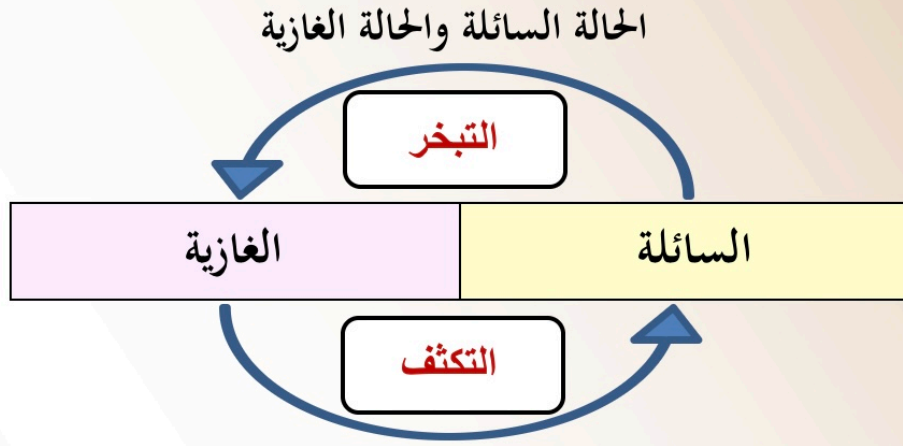 الحالة السائلة والحالة الغازية
التبخر
السائلة
الغازية
التكثف